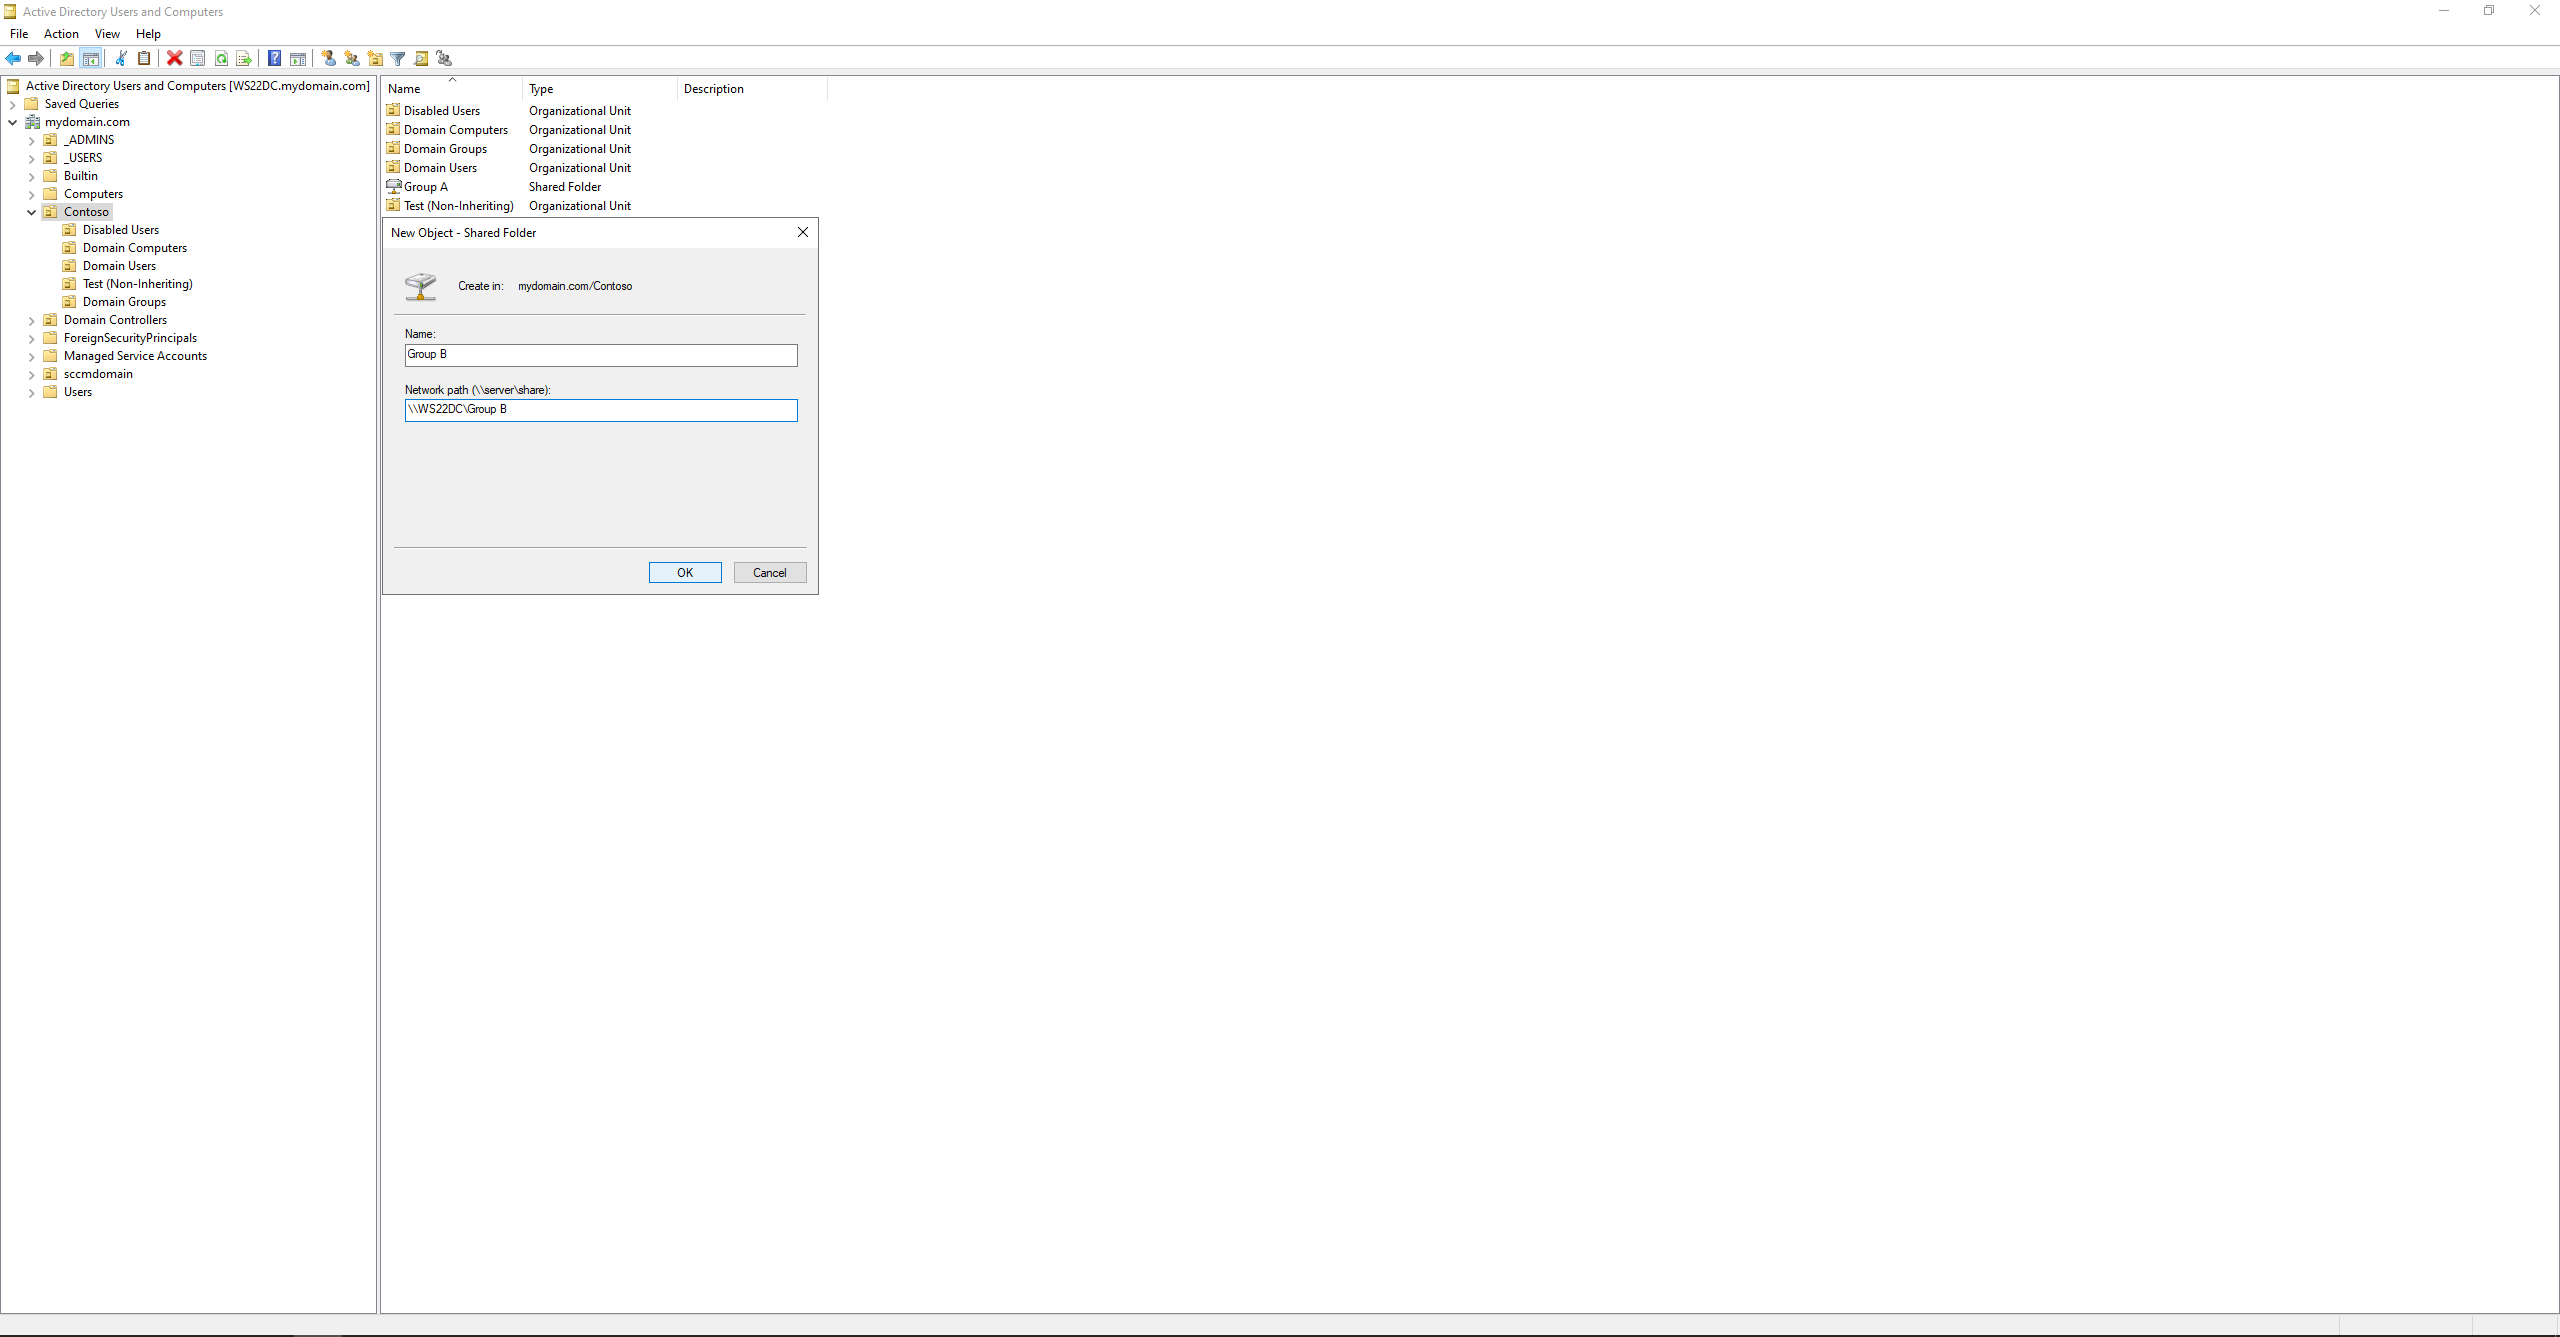 Active Directory Users and Computers
File Action View Help
Active Directory Users and Computers [WS22DC.mydomain.com]
Saved Queries
mydomain.com
_ADMINS
_USERS
Builtin
Computers
Contoso
Disabled Users
Domain Computers
Domain Users
Test (Non-Inheriting)
Domain Groups
Domain Controllers
ForeignSecurityPrincipals
Managed Service Accounts
sccmdomain
Users
Name Type Description
Disabled Users Organizational Unit
Domain Computers Organizational Unit
Domain Groups Organizational Unit
Domain Users Organizational Unit
Group A Shared Folder
Test (Non-Inheriting) Organizational Unit
New Object - Shared Folder
Create in: mydomain.com/Contoso
Name:
Group B
Network path (\\server\share):
\\WS22DC\Group B
OK Cancel